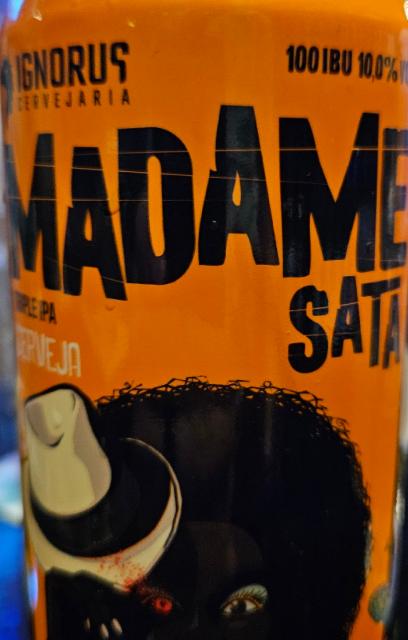 IGNORUS
CERVEJARIA
100 IBU 10,0%
MADAME
SATA
TRIPLE IPA
CERVEJA